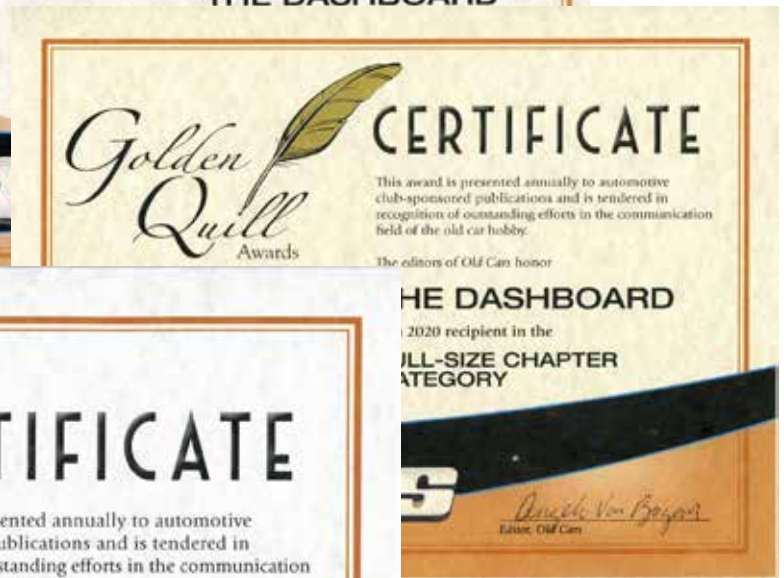 THE DASHBOARD
Golden
Quill
Awards
CERTIFICATE
This award is presented annually to automotive
club-sponsored publications and is tendered in
recognition of outstanding efforts in the communication
field of the old car hobby.
The editors of Old Cars honor
HE DASHBOARD
2020 recipient in the
LL-SIZE CHAPTER
ATEGORY
S
Editor, Old Cars
TIFICATE
ented annually to automotive
ublications and is tendered in
standing efforts in the communication